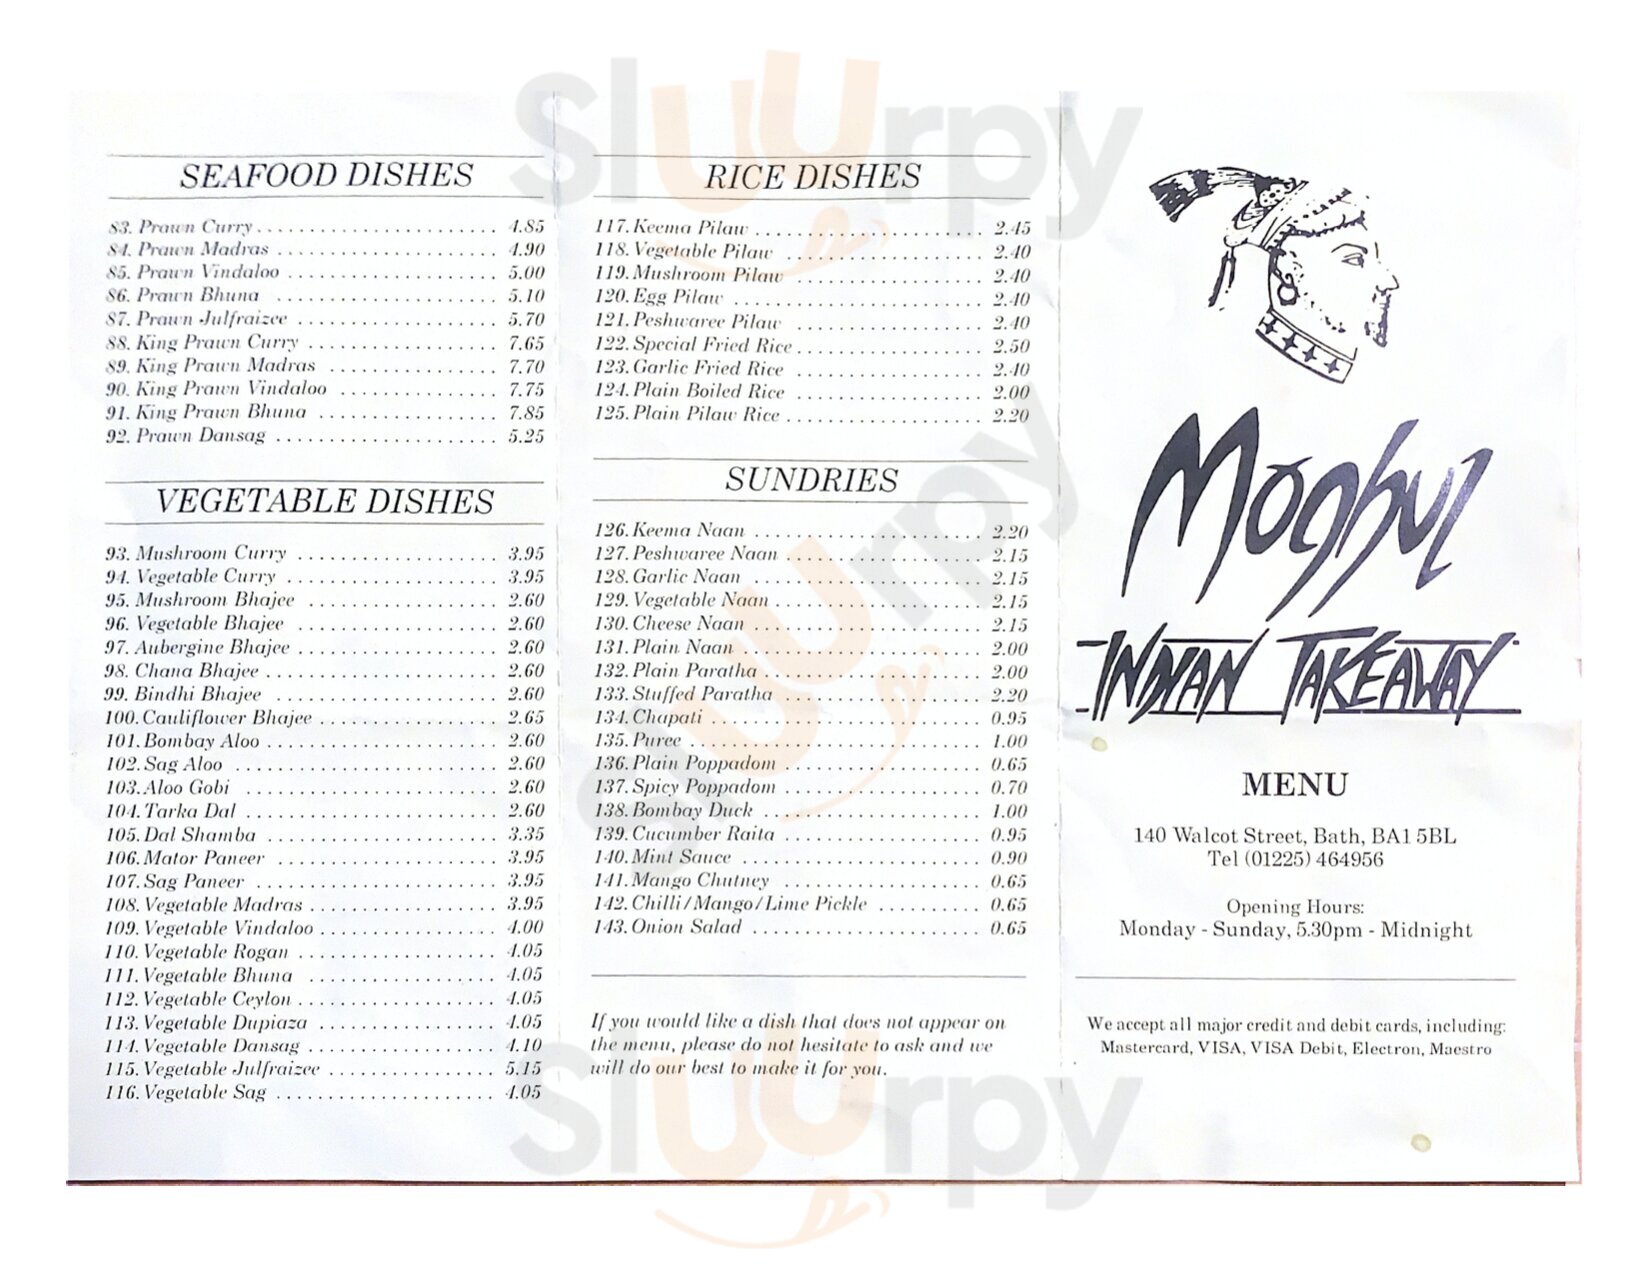 SEAFOOD DISHES
83. Prawn Curry . . . . . . . . . . . . . . . . . . . . . . . 4.85
84. Prawn Madras . . . . . . . . . . . . . . . . . . . . . 4.90
85. Prawn Vindaloo . . . . . . . . . . . . . . . . . . . . 5.00
86. Prawn Bhuna . . . . . . . . . . . . . . . . . . . . . 5.10
87. Prawn Julfraizee . . . . . . . . . . . . . . . . . . . 5.70
88. King Prawn Curry . . . . . . . . . . . . . . . . . . 7.65
89. King Prawn Madras . . . . . . . . . . . . . . . . 7.70
90. King Prawn Vindaloo . . . . . . . . . . . . . . . 7.75
91. King Prawn Bhuna . . . . . . . . . . . . . . . . . 7.85
92. Prawn Dansag . . . . . . . . . . . . . . . . . . . . . 5.25
VEGETABLE DISHES
93. Mushroom Curry . . . . . . . . . . . . . . . . . . . 3.95
94. Vegetable Curry . . . . . . . . . . . . . . . . . . . . 3.95
95. Mushroom Bhajee . . . . . . . . . . . . . . . . . . 2.60
96. Vegetable Bhajee . . . . . . . . . . . . . . . . . . . 2.60
97. Aubergine Bhajee . . . . . . . . . . . . . . . . . . . 2.60
98. Chana Bhajee . . . . . . . . . . . . . . . . . . . . . . 2.60
99. Bindhi Bhajee . . . . . . . . . . . . . . . . . . . . . 2.60
100. Cauliflower Bhajee . . . . . . . . . . . . . . . . . 2.65
101. Bombay Aloo . . . . . . . . . . . . . . . . . . . . . . 2.60
102. Sag Aloo . . . . . . . . . . . . . . . . . . . . . . . . . 2.60
103. Aloo Gobi . . . . . . . . . . . . . . . . . . . . . . . . 2.60
104. Tarka Dal . . . . . . . . . . . . . . . . . . . . . . . . 2.60
105. Dal Shamba . . . . . . . . . . . . . . . . . . . . . . 3.35
106. Mator Paneer . . . . . . . . . . . . . . . . . . . . . 3.95
107. Sag Paneer . . . . . . . . . . . . . . . . . . . . . . . 3.95
108. Vegetable Madras . . . . . . . . . . . . . . . . . . 3.95
109. Vegetable Vindaloo . . . . . . . . . . . . . . . . . 4.00
110. Vegetable Rogan . . . . . . . . . . . . . . . . . . . 4.05
111. Vegetable Bhuna . . . . . . . . . . . . . . . . . . 4.05
112. Vegetable Ceylon . . . . . . . . . . . . . . . . . . . 4.05
113. Vegetable Dupiaza . . . . . . . . . . . . . . . . . 4.05
114. Vegetable Dansag . . . . . . . . . . . . . . . . . . 4.10
115. Vegetable Julfraizee . . . . . . . . . . . . . . . . 5.15
116. Vegetable Sag . . . . . . . . . . . . . . . . . . . . . 4.05
RICE DISHES
117. Keema Pilaw . . . . . . . . . . . . . . . . . . . . . . 2.45
118. Vegetable Pilaw . . . . . . . . . . . . . . . . . . . 2.40
119. Mushroom Pilaw . . . . . . . . . . . . . . . . . . 2.40
120. Egg Pilaw . . . . . . . . . . . . . . . . . . . . . . . . 2.40
121. Peshwaree Pilaw . . . . . . . . . . . . . . . . . . 2.40
122. Special Fried Rice . . . . . . . . . . . . . . . . . . 2.50
123. Garlic Fried Rice . . . . . . . . . . . . . . . . . . 2.40
124. Plain Boiled Rice . . . . . . . . . . . . . . . . . . 2.00
125. Plain Pilaw Rice . . . . . . . . . . . . . . . . . . . 2.20
SUNDRIES
126. Keema Naan . . . . . . . . . . . . . . . . . . . . . . 2.20
127. Peshwaree Naan . . . . . . . . . . . . . . . . . . . 2.15
128. Garlic Naan . . . . . . . . . . . . . . . . . . . . . . 2.15
129. Vegetable Naan . . . . . . . . . . . . . . . . . . . 2.15
130. Cheese Naan . . . . . . . . . . . . . . . . . . . . . . 2.15
131. Plain Naan . . . . . . . . . . . . . . . . . . . . . . . 2.00
132. Plain Paratha . . . . . . . . . . . . . . . . . . . . . 2.00
133. Stuffed Paratha . . . . . . . . . . . . . . . . . . . 2.20
134. Chapati . . . . . . . . . . . . . . . . . . . . . . . . . . 0.95
135. Puree . . . . . . . . . . . . . . . . . . . . . . . . . . . . 1.00
136. Plain Poppadom . . . . . . . . . . . . . . . . . . . 0.65
137. Spicy Poppadom . . . . . . . . . . . . . . . . . . . 0.70
138. Bombay Duck . . . . . . . . . . . . . . . . . . . . . 1.00
139. Cucumber Raita . . . . . . . . . . . . . . . . . . . 0.95
140. Mint Sauce . . . . . . . . . . . . . . . . . . . . . . . 0.90
141. Mango Chutney . . . . . . . . . . . . . . . . . . . 0.65
142. Chilli/Mango/Lime Pickle . . . . . . . . . . 0.65
143. Onion Salad . . . . . . . . . . . . . . . . . . . . . . 0.65
If you would like a dish that does not appear on
the menu, please do not hesitate to ask and we
will do our best to make it for you.
Moghul
INDIAN TAKEAWAY
MENU
140 Walcot Street, Bath, BA1 5BL
Tel (01225) 464956
Opening Hours:
Monday - Sunday, 5.30pm - Midnight
We accept all major credit and debit cards, including:
Mastercard, VISA, VISA Debit, Electron, Maestro
Sluurpy
Sluurpy
Sluurpy